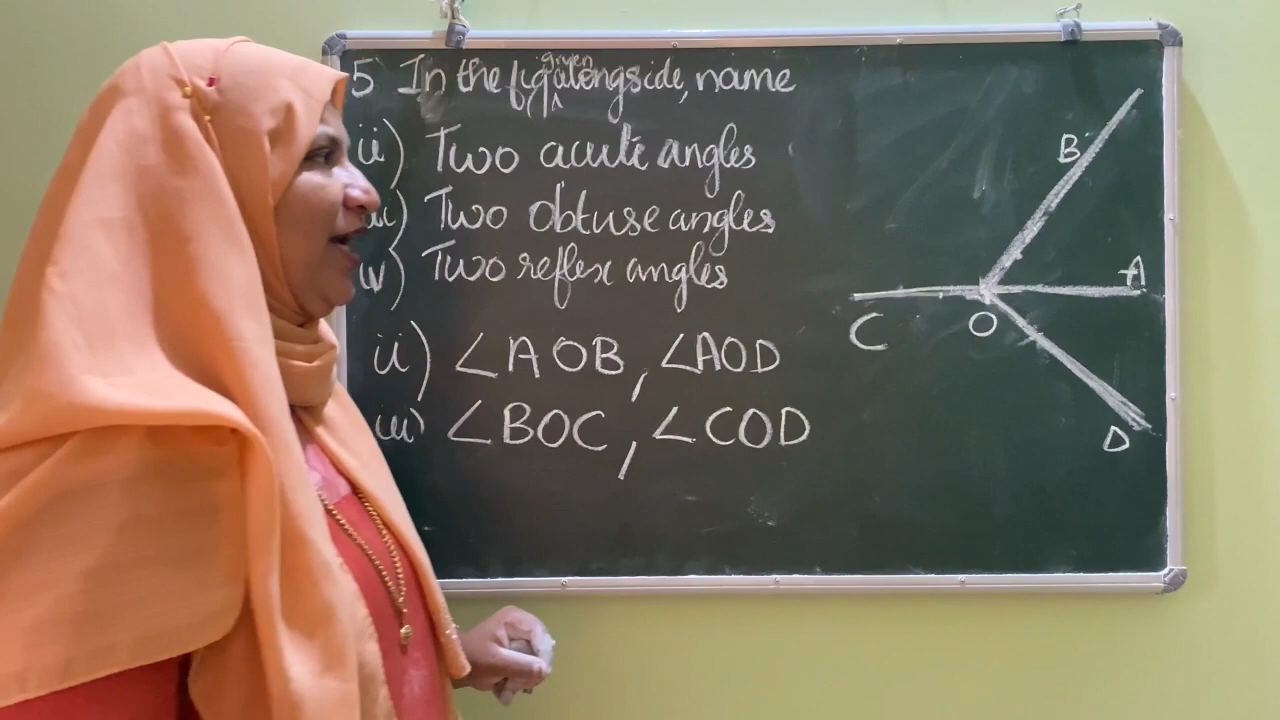 5 In the fig given alongside, name
ii) Two acute angles
iii) Two obtuse angles
iv) Two reflex angles
ii) ∠AOB, ∠AOD
iii) ∠BOC, ∠COD
B
A
C
O
D